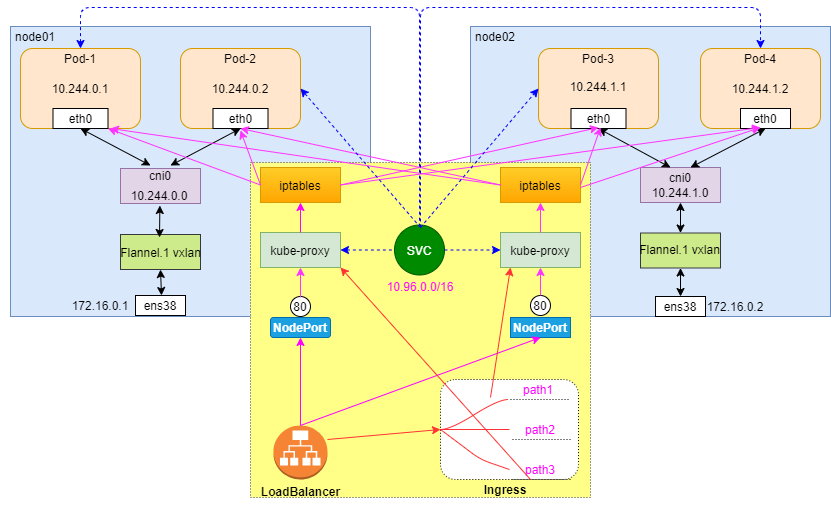 node01
node02
Pod-1
10.244.0.1
eth0
Pod-2
10.244.0.2
eth0
Pod-3
10.244.1.1
eth0
Pod-4
10.244.1.2
eth0
cni0
10.244.0.0
iptables
iptables
cni0
10.244.1.0
Flannel.1 vxlan
kube-proxy
SVC
kube-proxy
Flannel.1 vxlan
10.96.0.0/16
172.16.0.1
ens38
80
80
ens38
172.16.0.2
NodePort
NodePort
path1
path2
path3
LoadBalancer
Ingress